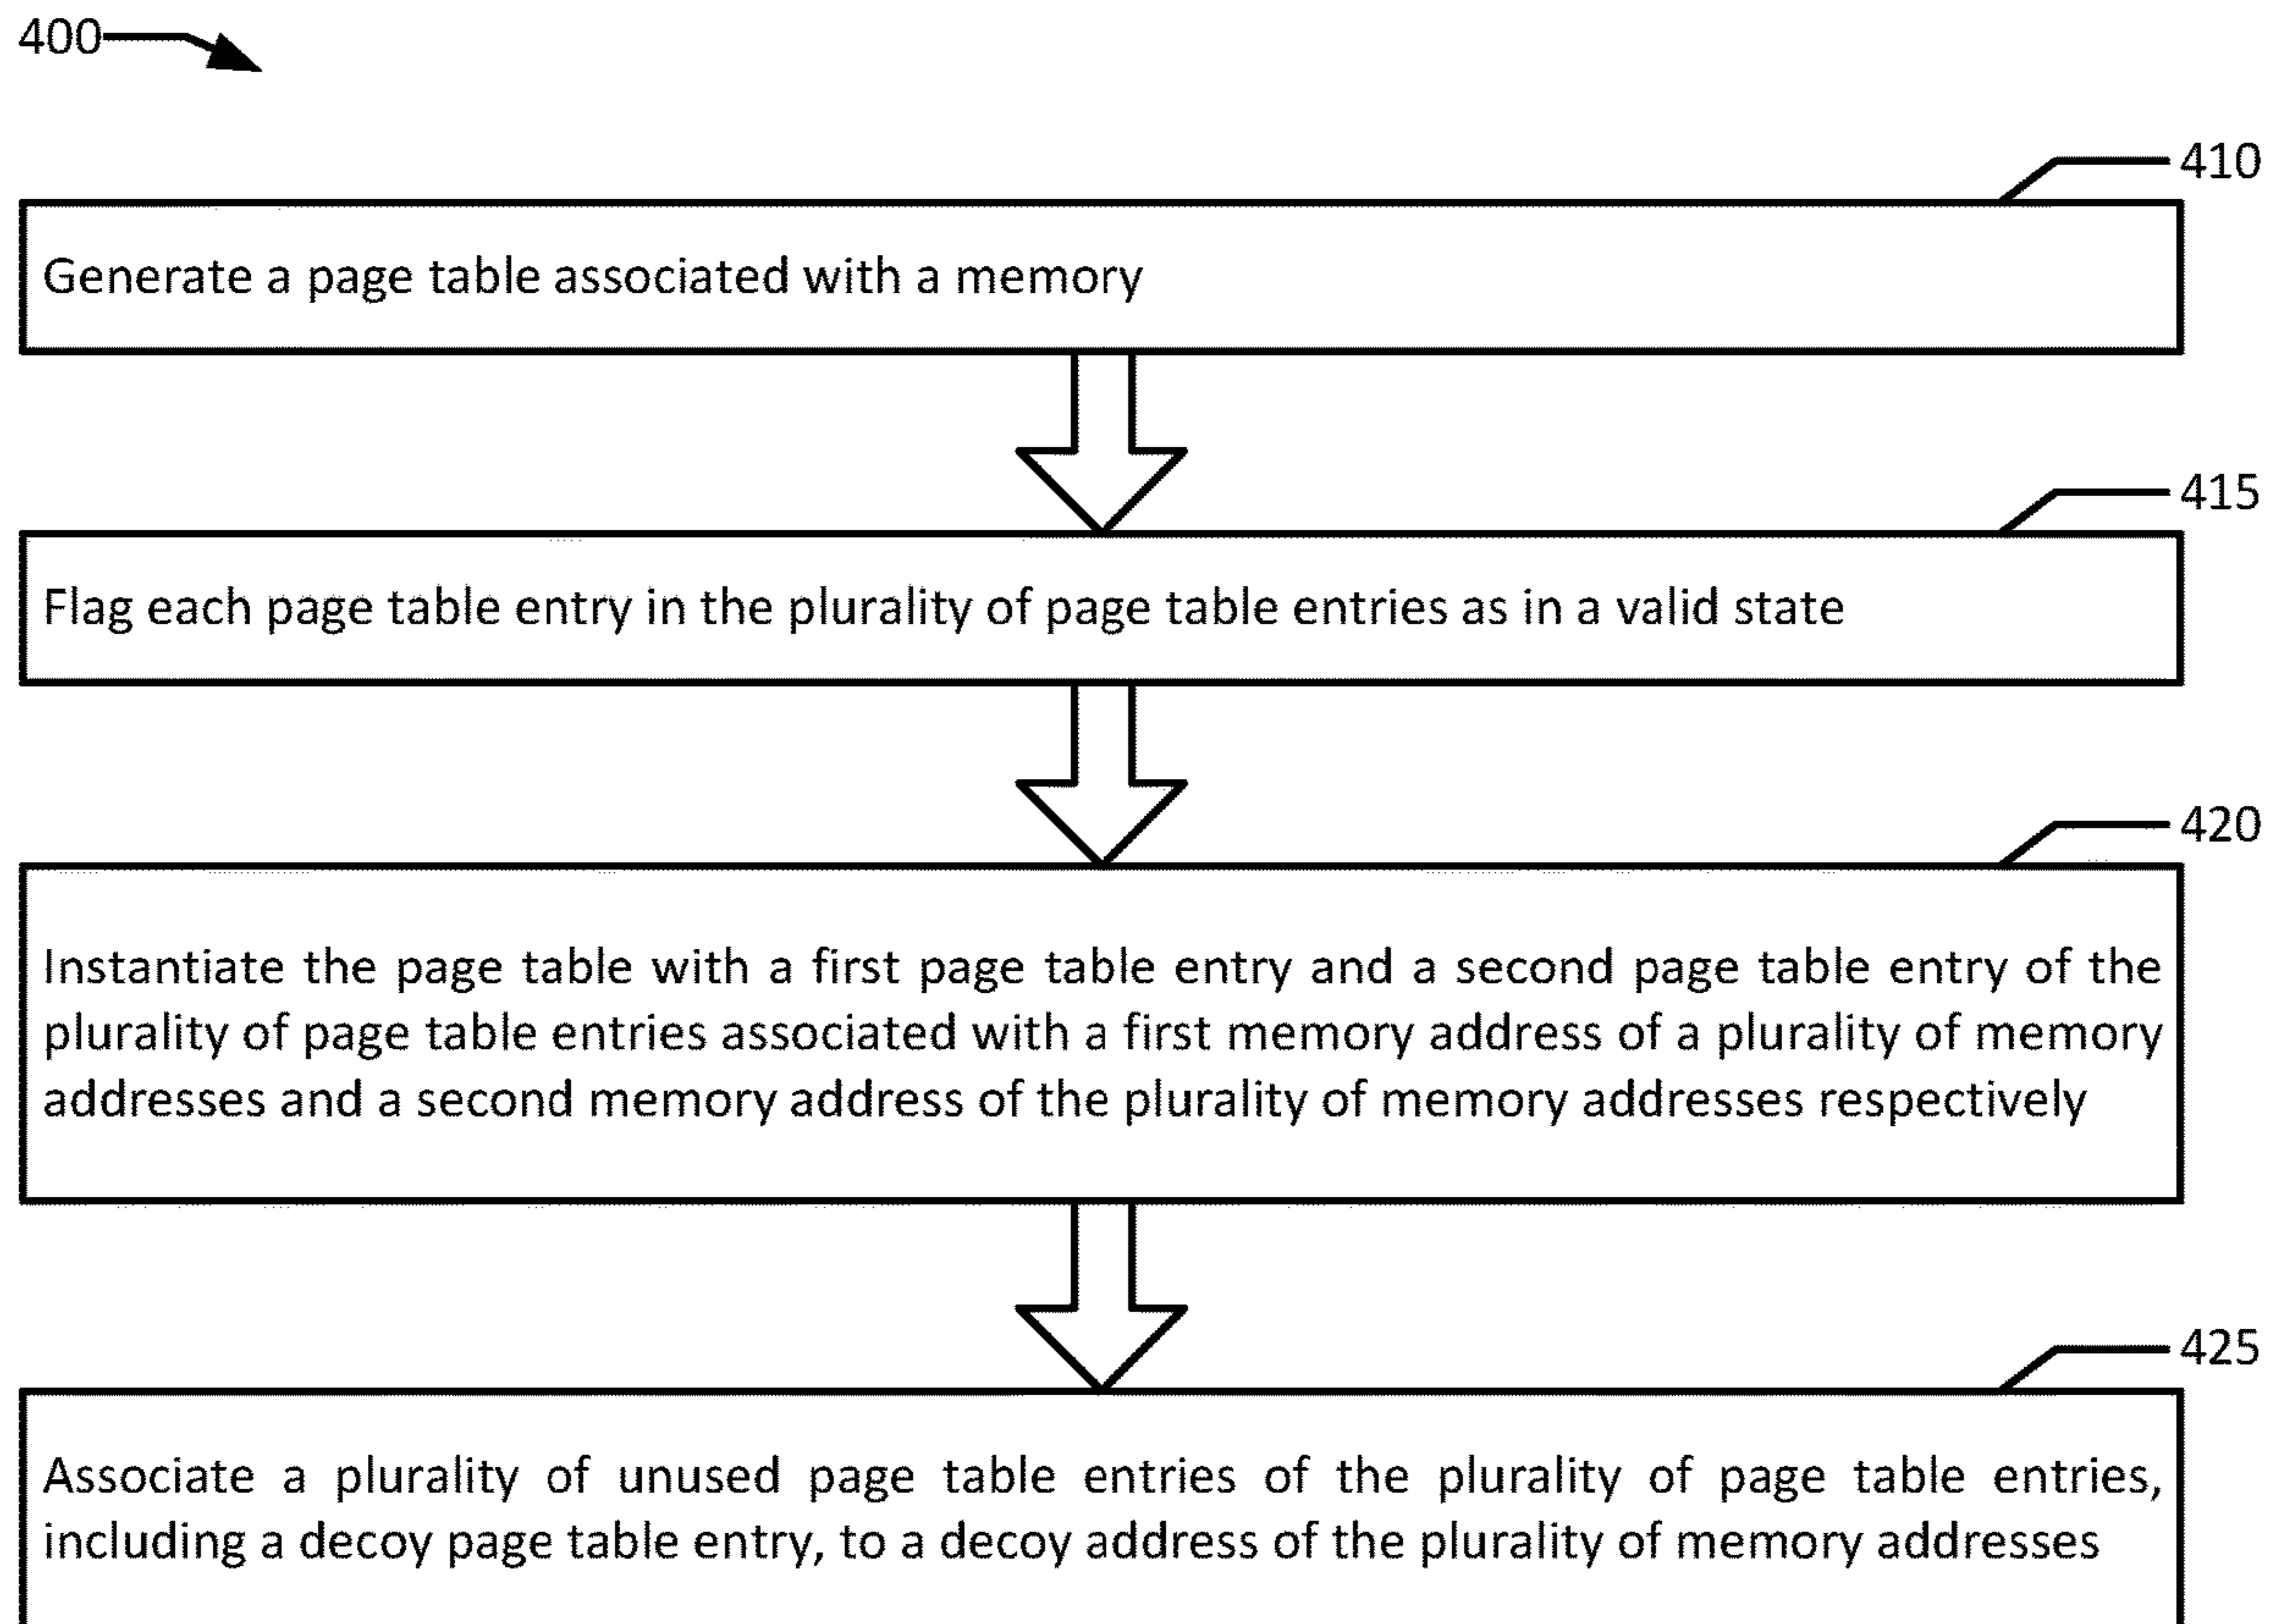 400
410
Generate a page table associated with a memory
415
Flag each page table entry in the plurality of page table entries as in a valid state
420
Instantiate the page table with a first page table entry and a second page table entry of the
plurality of page table entries associated with a first memory address of a plurality of memory
addresses and a second memory address of the plurality of memory addresses respectively
425
Associate a plurality of unused page table entries of the plurality of page table entries,
including a decoy page table entry, to a decoy address of the plurality of memory addresses